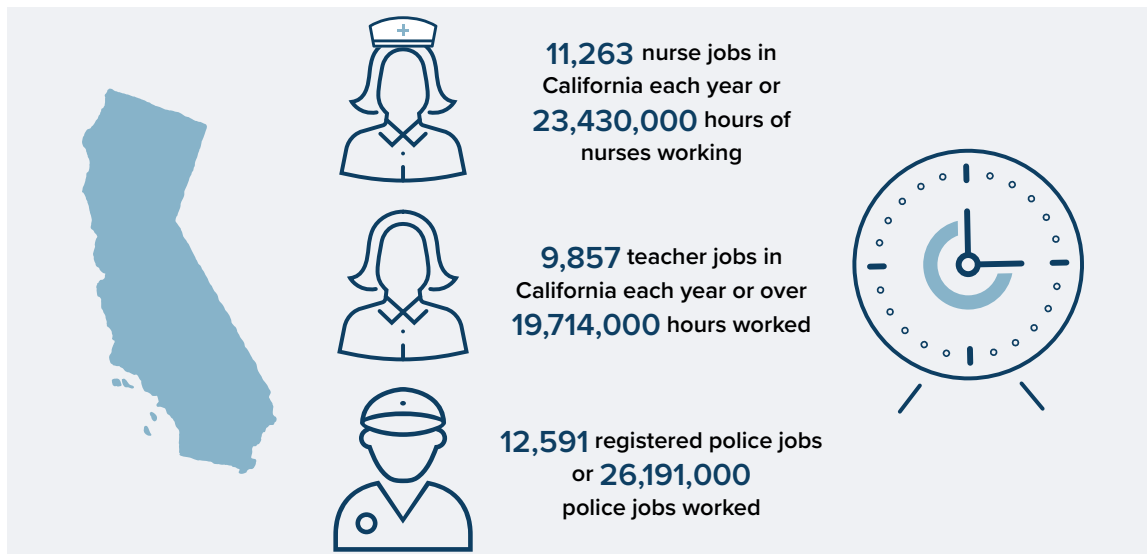 11,263 nurse jobs in
California each year or
23,430,000 hours of
nurses working
9,857 teacher jobs in
California each year or over
19,714,000 hours worked
12,591 registered police jobs
or 26,191,000
police jobs worked